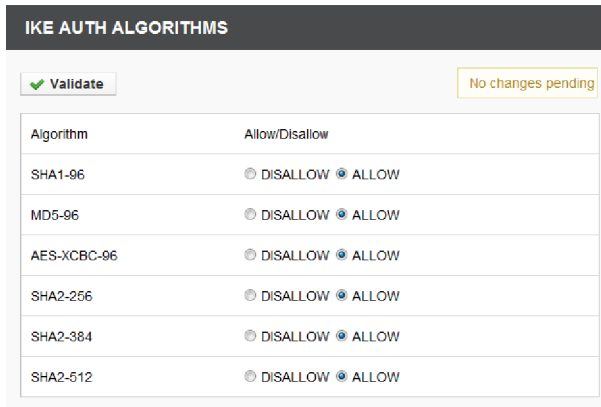 IKE AUTH ALGORITHMS
Validate
No changes pending
Algorithm Allow/Disallow
SHA1-96 DISALLOW ALLOW
MD5-96 DISALLOW ALLOW
AES-XCBC-96 DISALLOW ALLOW
SHA2-256 DISALLOW ALLOW
SHA2-384 DISALLOW ALLOW
SHA2-512 DISALLOW ALLOW